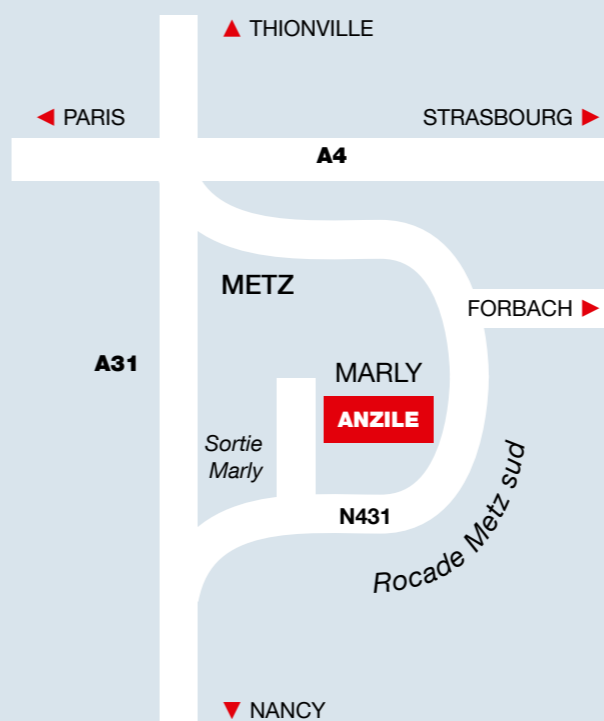 THIONVILLE
PARIS
STRASBOURG
A4
METZ
FORBACH
A31
MARLY
ANZILE
Sortie
Marly
N431
Rocade Metz sud
NANCY